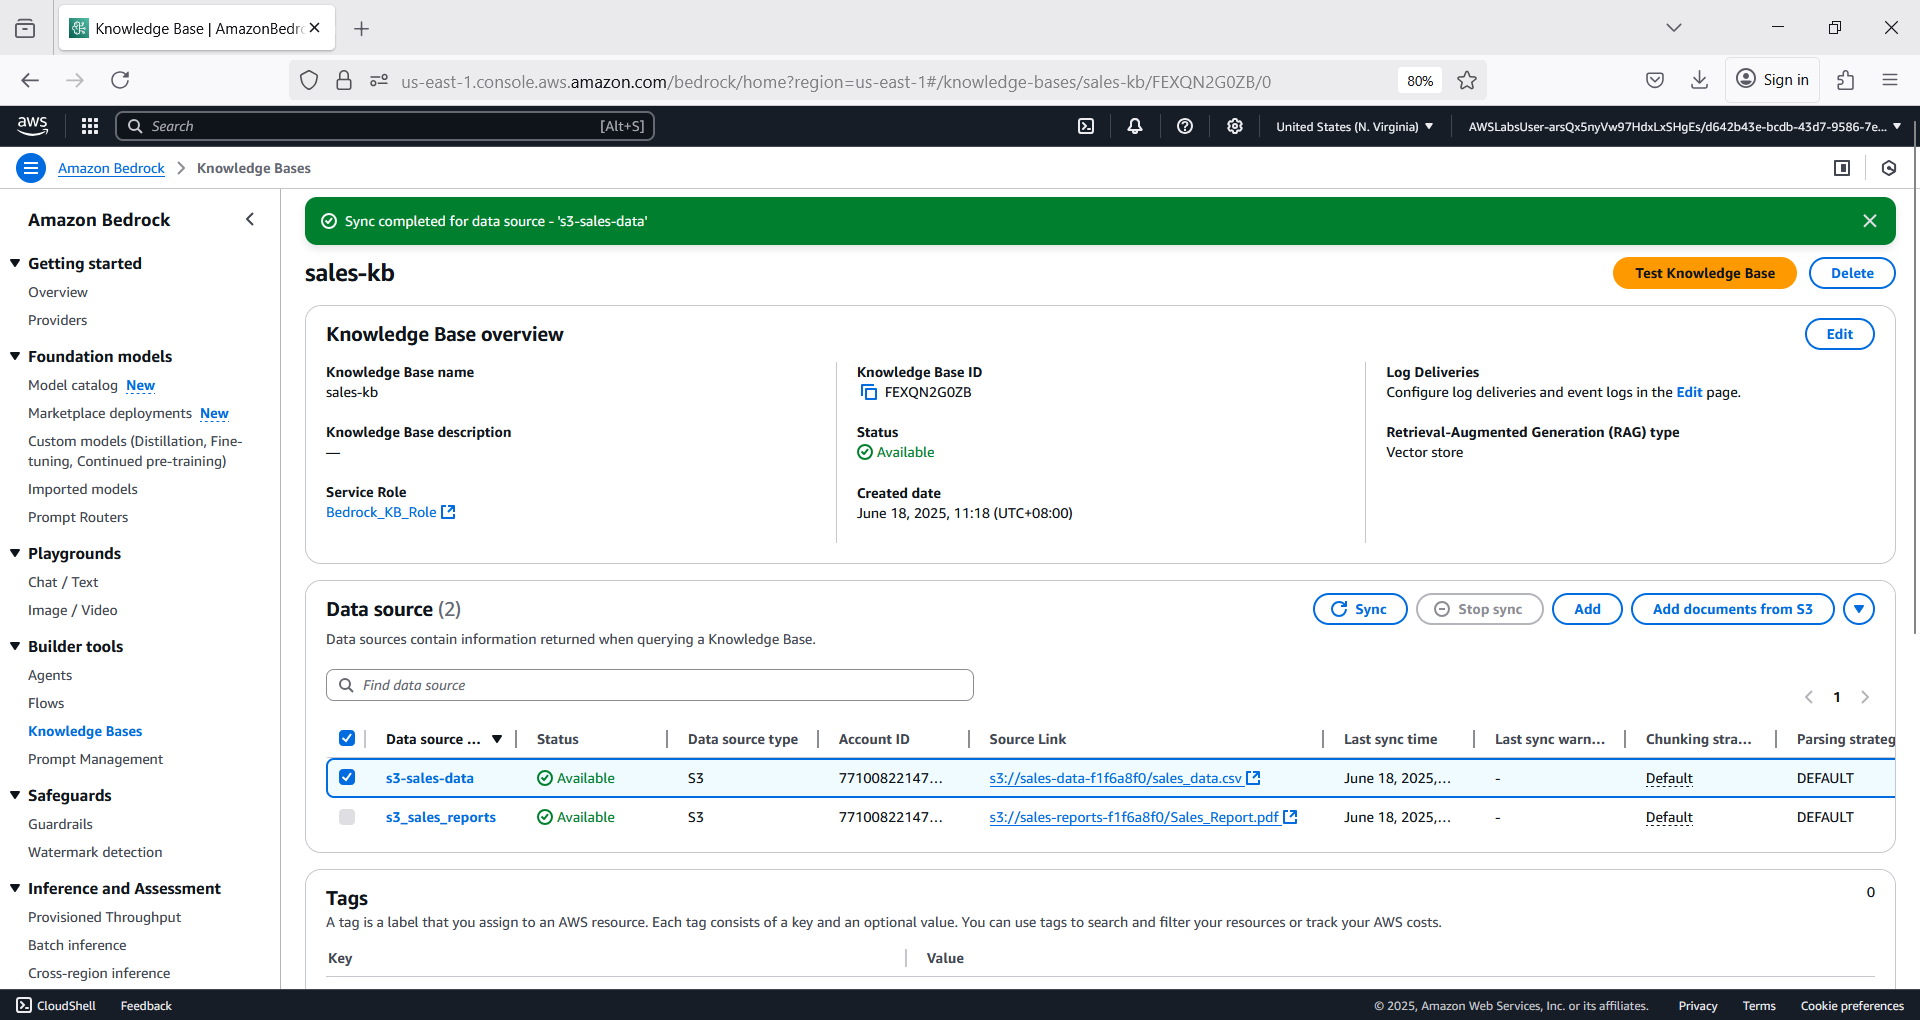 Knowledge Base | AmazonBedro
us-east-1.console.aws.amazon.com/bedrock/home?region=us-east-1#/knowledge-bases/sales-kb/FEXQN2G0ZB/0
80%
Sign in
aws
Search
[Alt+S]
United States (N. Virginia)
AWSLabsUser-arsQx5nyVw97HdxLxSHgEs/d642b43e-bcdb-43d7-9586-7e...
Amazon Bedrock
Knowledge Bases
Amazon Bedrock
Getting started
Overview
Providers
Foundation models
Model catalog New
Marketplace deployments New
Custom models (Distillation, Fine-
tuning, Continued pre-training)
Imported models
Prompt Routers
Playgrounds
Chat / Text
Image / Video
Builder tools
Agents
Flows
Knowledge Bases
Prompt Management
Safeguards
Guardrails
Watermark detection
Inference and Assessment
Provisioned Throughput
Batch inference
Cross-region inference
Sync completed for data source - 's3-sales-data'
sales-kb
Test Knowledge Base
Delete
Knowledge Base overview
Edit
Knowledge Base name
sales-kb
Knowledge Base description
—
Service Role
Bedrock_KB_Role
Knowledge Base ID
FEXQN2G0ZB
Status
Available
Created date
June 18, 2025, 11:18 (UTC+08:00)
Log Deliveries
Configure log deliveries and event logs in the Edit page.
Retrieval-Augmented Generation (RAG) type
Vector store
Data source (2)
Sync
Stop sync
Add
Add documents from S3
Data sources contain information returned when querying a Knowledge Base.
Find data source
1
Data source ... Status Data source type Account ID Source Link Last sync time Last sync warn... Chunking stra... Parsing strateg
s3-sales-data Available S3 77100822147... s3://sales-data-f1f6a8f0/sales_data.csv June 18, 2025,... - Default DEFAULT
s3_sales_reports Available S3 77100822147... s3://sales-reports-f1f6a8f0/Sales_Report.pdf June 18, 2025,... - Default DEFAULT
Tags
0
A tag is a label that you assign to an AWS resource. Each tag consists of a key and an optional value. You can use tags to search and filter your resources or track your AWS costs.
Key
Value
CloudShell
Feedback
© 2025, Amazon Web Services, Inc. or its affiliates.
Privacy
Terms
Cookie preferences